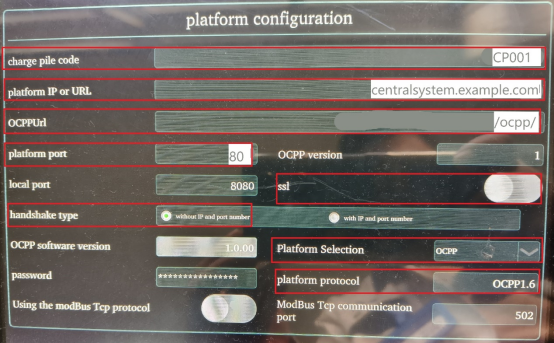 platform configuration
charge pile code CP001
platform IP or URL centralsystem.example.com
OCPPUrl /ocpp/
platform port 80 OCPP version 1
local port 8080 ssl
handshake type without IP and port number with IP and port number
OCPP software version 1.0.00 Platform Selection OCPP
password **************** platform protocol OCPP1.6
Using the modBus Tcp protocol ModBus Tcp communication
port 502